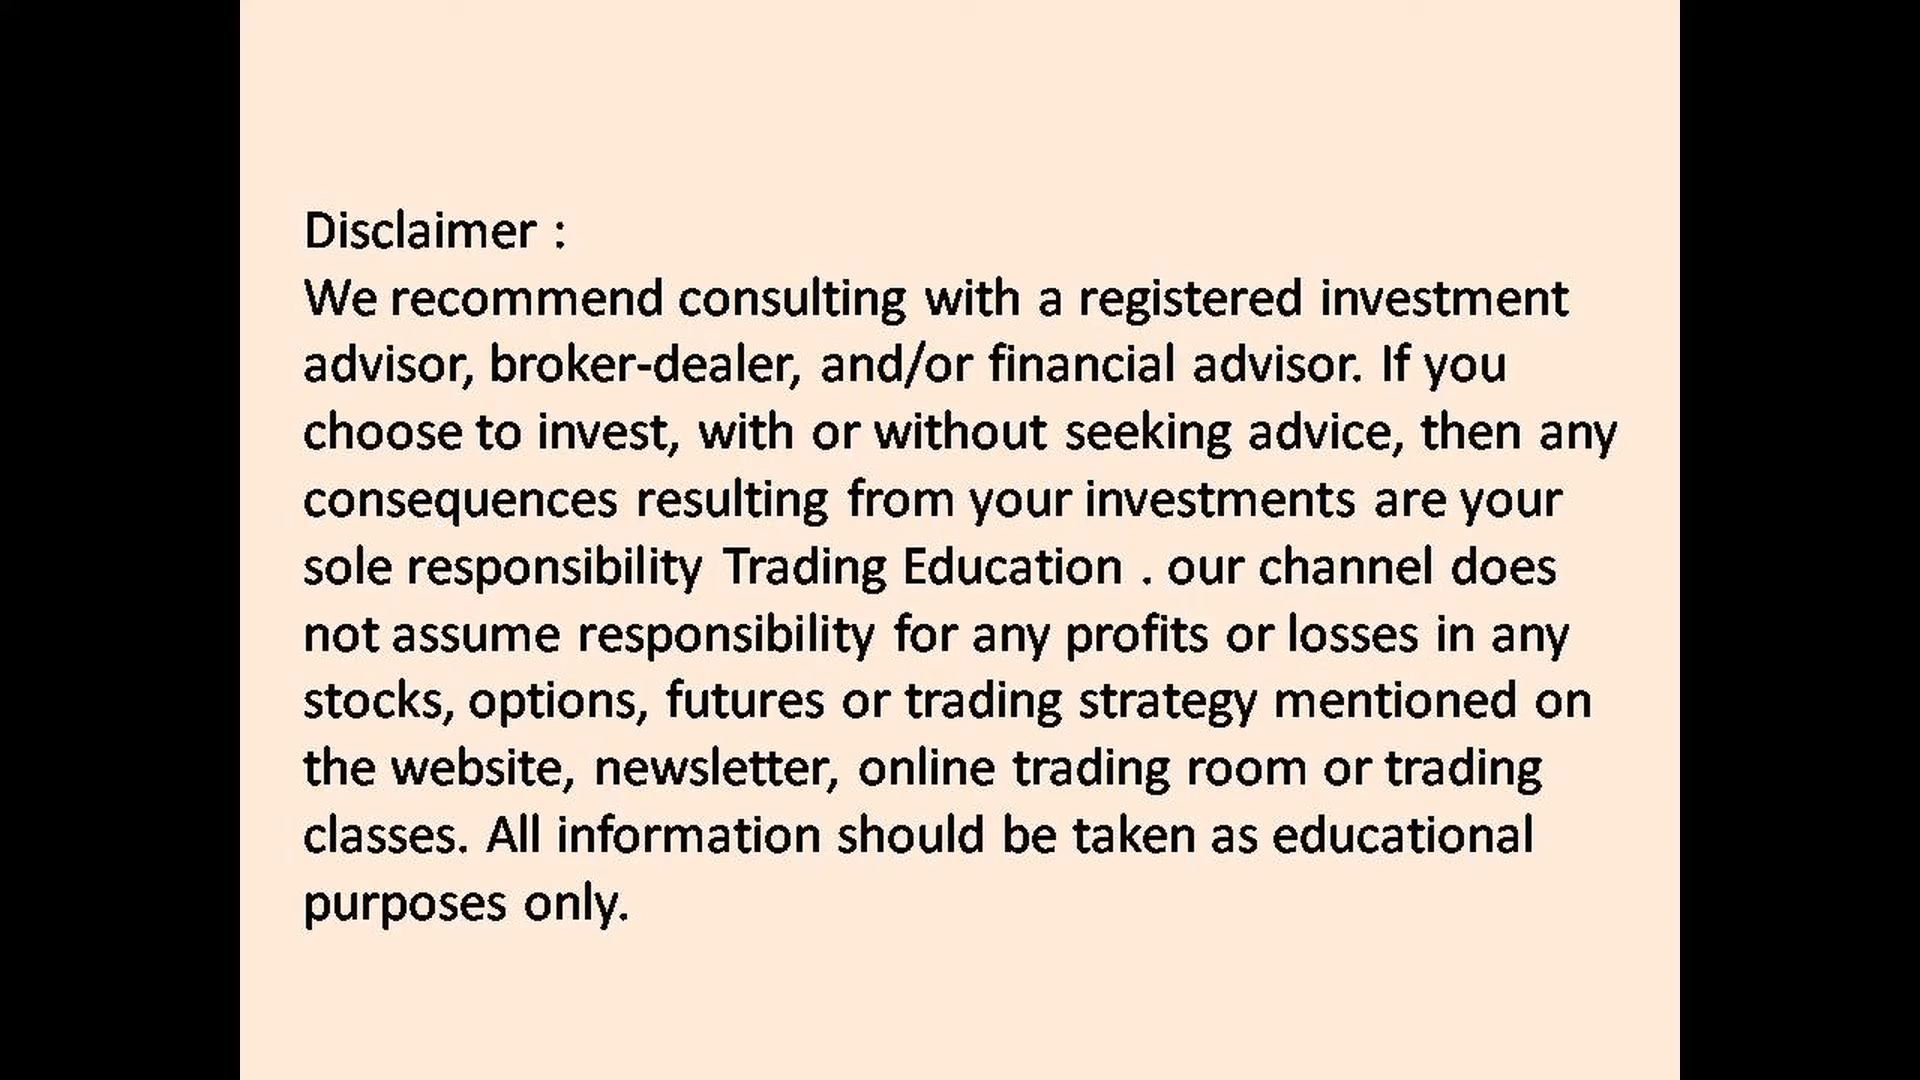 Disclaimer :
We recommend consulting with a registered investment
advisor, broker-dealer, and/or financial advisor. If you
choose to invest, with or without seeking advice, then any
consequences resulting from your investments are your
sole responsibility Trading Education . our channel does
not assume responsibility for any profits or losses in any
stocks, options, futures or trading strategy mentioned on
the website, newsletter, online trading room or trading
classes. All information should be taken as educational
purposes only.